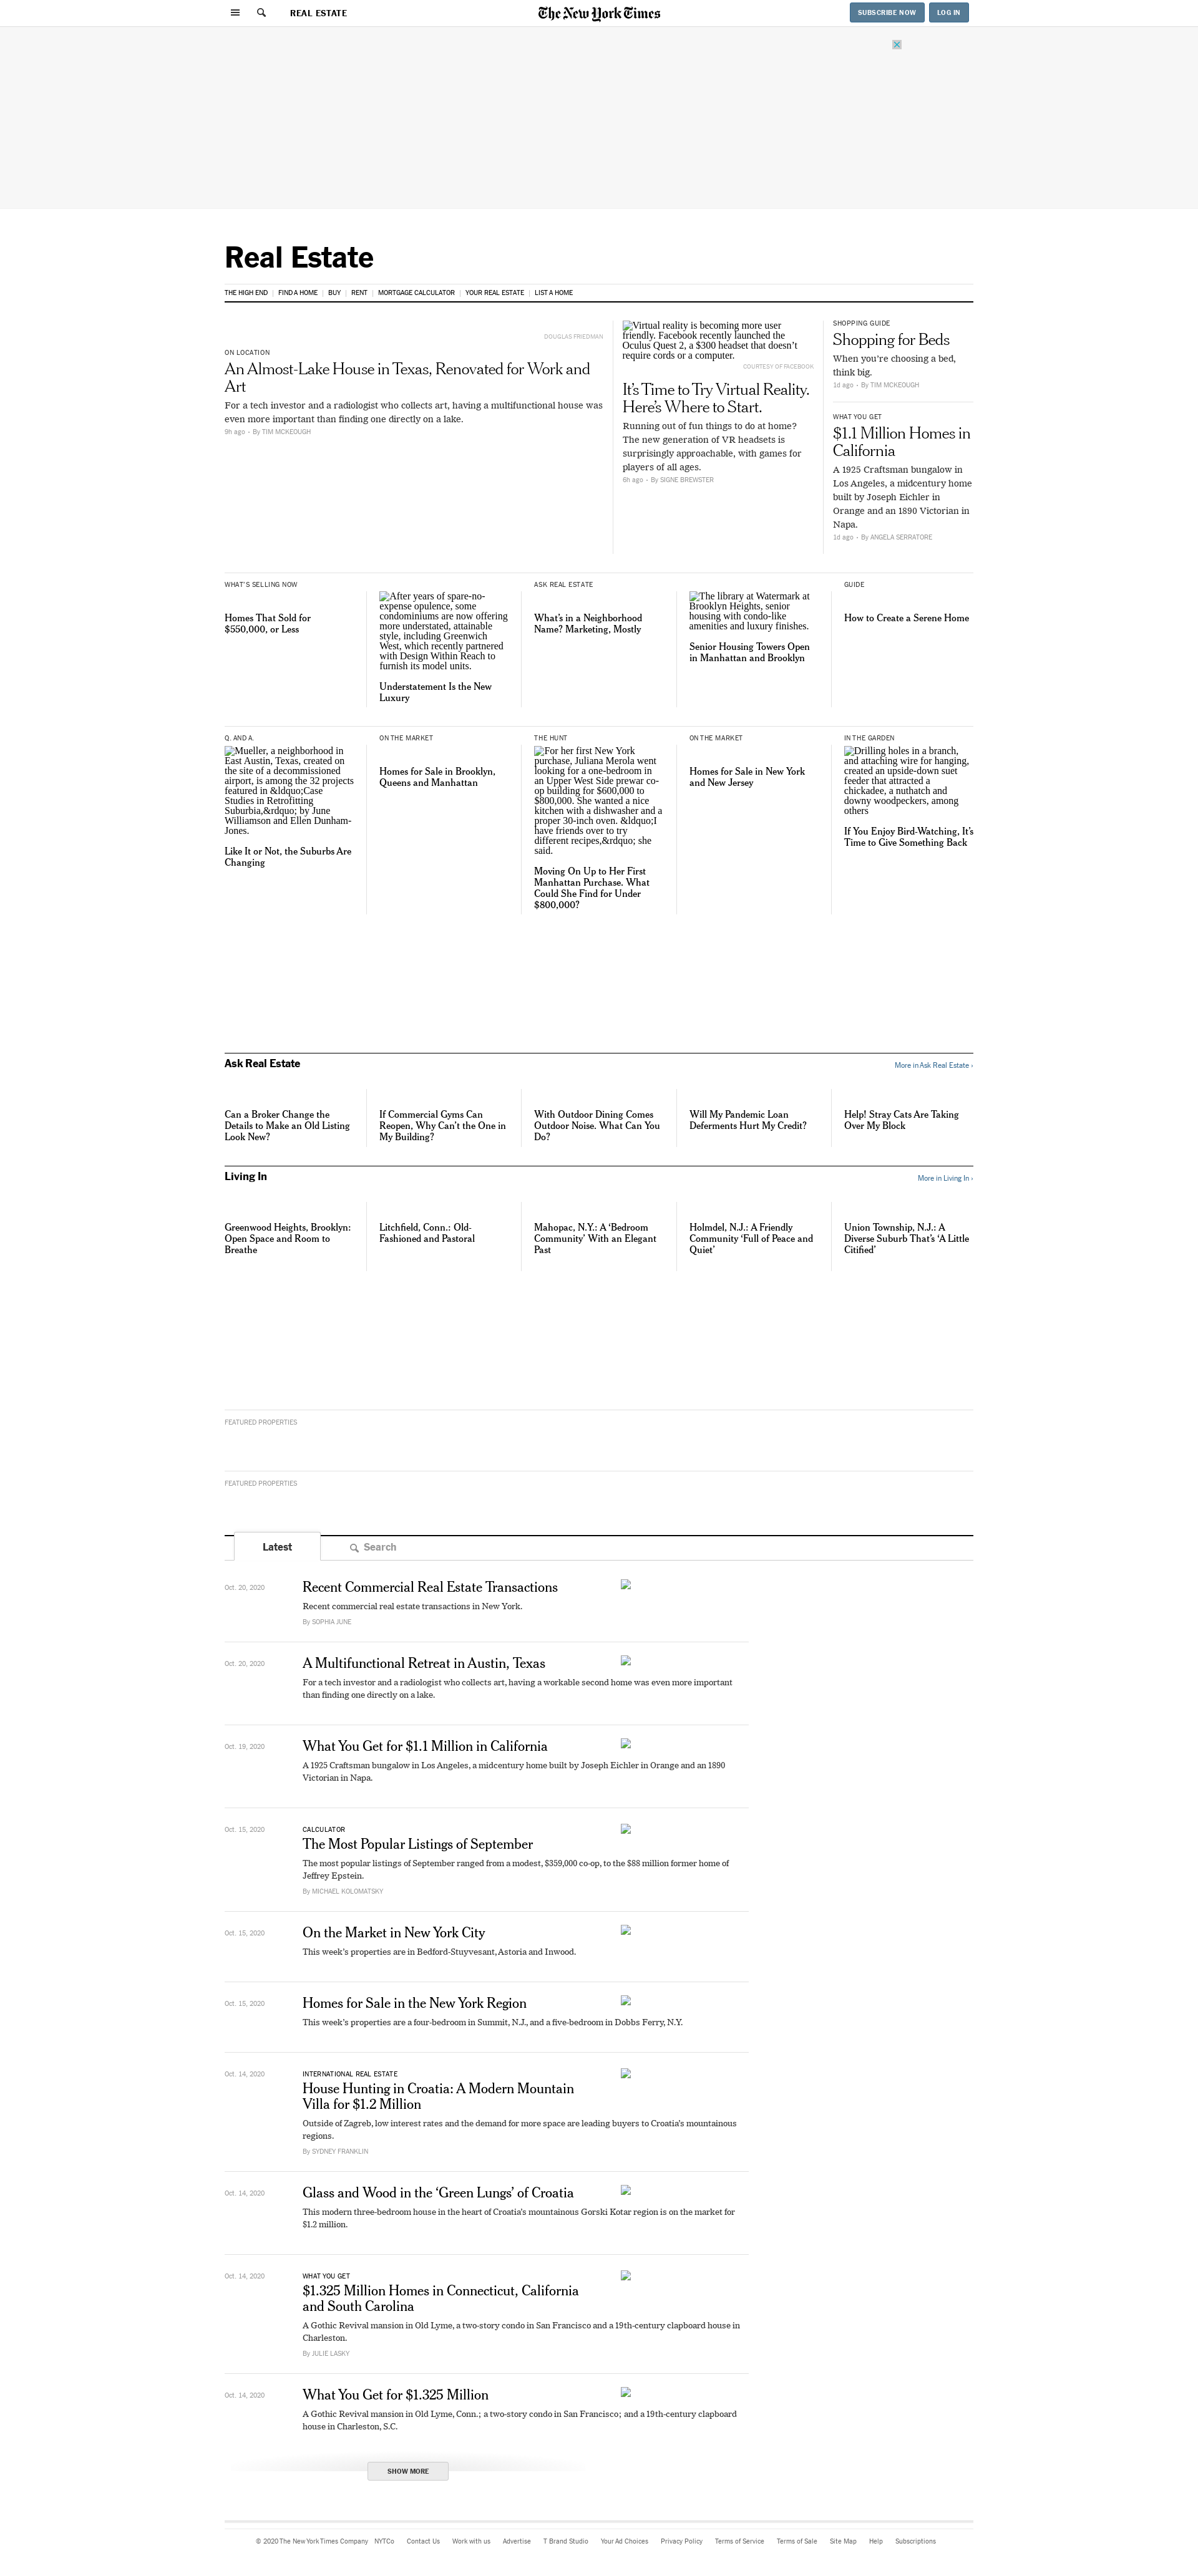 REAL ESTATE
The New York Times
SUBSCRIBE NOW
LOG IN
Real Estate
THE HIGH END
FIND A HOME
BUY
RENT
MORTGAGE CALCULATOR
YOUR REAL ESTATE
LIST A HOME
DOUGLAS FRIEDMAN
ON LOCATION
An Almost-Lake House in Texas, Renovated for Work and
Art
For a tech investor and a radiologist who collects art, having a multifunctional house was
even more important than finding one directly on a lake.
9h ago • By TIM MCKEOUGH
Virtual reality is becoming more user
friendly. Facebook recently launched the
Oculus Quest 2, a $300 headset that doesn’t
require cords or a computer.
COURTESY OF FACEBOOK
It’s Time to Try Virtual Reality.
Here’s Where to Start.
Running out of fun things to do at home?
The new generation of VR headsets is
surprisingly approachable, with games for
players of all ages.
6h ago • By SIGNE BREWSTER
SHOPPING GUIDE
Shopping for Beds
When you’re choosing a bed,
think big.
1d ago • By TIM MCKEOUGH
WHAT YOU GET
$1.1 Million Homes in
California
A 1925 Craftsman bungalow in
Los Angeles, a midcentury home
built by Joseph Eichler in
Orange and an 1890 Victorian in
Napa.
1d ago • By ANGELA SERRATORE
WHAT’S SELLING NOW
Homes That Sold for
$550,000, or Less
After years of spare-no-
expense opulence, some
condominiums are now offering
more understated, attainable
style, including Greenwich
West, which recently partnered
with Design Within Reach to
furnish its model units.
Understatement Is the New
Luxury
ASK REAL ESTATE
What’s in a Neighborhood
Name? Marketing, Mostly
The library at Watermark at
Brooklyn Heights, senior
housing with condo-like
amenities and luxury finishes.
Senior Housing Towers Open
in Manhattan and Brooklyn
GUIDE
How to Create a Serene Home
Q. AND A.
Mueller, a neighborhood in
East Austin, Texas, created on
the site of a decommissioned
airport, is among the 32 projects
featured in &ldquo;Case
Studies in Retrofitting
Suburbia,&rdquo; by June
Williamson and Ellen Dunham-
Jones.
Like It or Not, the Suburbs Are
Changing
ON THE MARKET
Homes for Sale in Brooklyn,
Queens and Manhattan
THE HUNT
For her first New York
purchase, Juliana Merola went
looking for a one-bedroom in
an Upper West Side prewar co-
op building for $600,000 to
$800,000. She wanted a nice
kitchen with a dishwasher and a
proper 30-inch oven. &ldquo;I
have friends over to try
different recipes,&rdquo; she
said.
Moving On Up to Her First
Manhattan Purchase. What
Could She Find for Under
$800,000?
ON THE MARKET
Homes for Sale in New York
and New Jersey
IN THE GARDEN
Drilling holes in a branch,
and attaching wire for hanging,
created an upside-down suet
feeder that attracted a
chickadee, a nuthatch and
downy woodpeckers, among
others
If You Enjoy Bird-Watching, It’s
Time to Give Something Back
Ask Real Estate
More in Ask Real Estate ›
Can a Broker Change the
Details to Make an Old Listing
Look New?
If Commercial Gyms Can
Reopen, Why Can’t the One in
My Building?
With Outdoor Dining Comes
Outdoor Noise. What Can You
Do?
Will My Pandemic Loan
Deferments Hurt My Credit?
Help! Stray Cats Are Taking
Over My Block
Living In
More in Living In ›
Greenwood Heights, Brooklyn:
Open Space and Room to
Breathe
Litchfield, Conn.: Old-
Fashioned and Pastoral
Mahopac, N.Y.: A ‘Bedroom
Community’ With an Elegant
Past
Holmdel, N.J.: A Friendly
Community ‘Full of Peace and
Quiet’
Union Township, N.J.: A
Diverse Suburb That’s ‘A Little
Citified’
FEATURED PROPERTIES
FEATURED PROPERTIES
Latest
Search
Oct. 20, 2020
Recent Commercial Real Estate Transactions
Recent commercial real estate transactions in New York.
By SOPHIA JUNE
Oct. 20, 2020
A Multifunctional Retreat in Austin, Texas
For a tech investor and a radiologist who collects art, having a workable second home was even more important
than finding one directly on a lake.
Oct. 19, 2020
What You Get for $1.1 Million in California
A 1925 Craftsman bungalow in Los Angeles, a midcentury home built by Joseph Eichler in Orange and an 1890
Victorian in Napa.
Oct. 15, 2020
CALCULATOR
The Most Popular Listings of September
The most popular listings of September ranged from a modest, $359,000 co-op, to the $88 million former home of
Jeffrey Epstein.
By MICHAEL KOLOMATSKY
Oct. 15, 2020
On the Market in New York City
This week’s properties are in Bedford-Stuyvesant, Astoria and Inwood.
Oct. 15, 2020
Homes for Sale in the New York Region
This week’s properties are a four-bedroom in Summit, N.J., and a five-bedroom in Dobbs Ferry, N.Y.
Oct. 14, 2020
INTERNATIONAL REAL ESTATE
House Hunting in Croatia: A Modern Mountain
Villa for $1.2 Million
Outside of Zagreb, low interest rates and the demand for more space are leading buyers to Croatia’s mountainous
regions.
By SYDNEY FRANKLIN
Oct. 14, 2020
Glass and Wood in the ‘Green Lungs’ of Croatia
This modern three-bedroom house in the heart of Croatia’s mountainous Gorski Kotar region is on the market for
$1.2 million.
Oct. 14, 2020
WHAT YOU GET
$1.325 Million Homes in Connecticut, California
and South Carolina
A Gothic Revival mansion in Old Lyme, a two-story condo in San Francisco and a 19th-century clapboard house in
Charleston.
By JULIE LASKY
Oct. 14, 2020
What You Get for $1.325 Million
A Gothic Revival mansion in Old Lyme, Conn.; a two-story condo in San Francisco; and a 19th-century clapboard
house in Charleston, S.C.
SHOW MORE
© 2020 The New York Times Company NYTCo Contact Us Work with us Advertise T Brand Studio Your Ad Choices Privacy Policy Terms of Service Terms of Sale Site Map Help Subscriptions